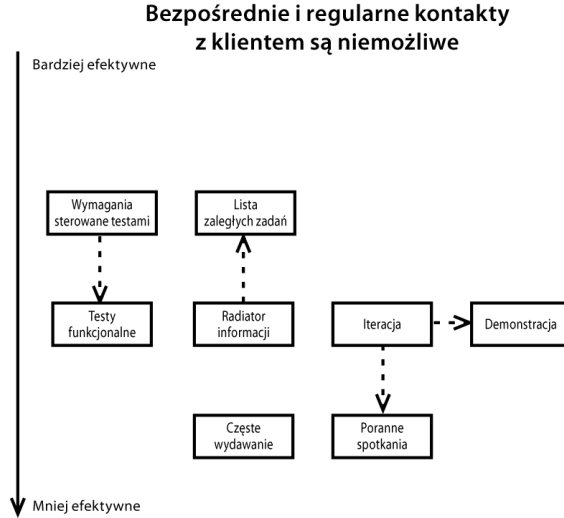 Bezpośrednie i regularne kontakty
z klientem są niemożliwe
Bardziej efektywne
Wymagania
sterowane testami
Lista
zaległych zadań
Testy
funkcjonalne
Radiator
informacji
Iteracja
Demonstracja
Częste
wydawanie
Poranne
spotkania
Mniej efektywne